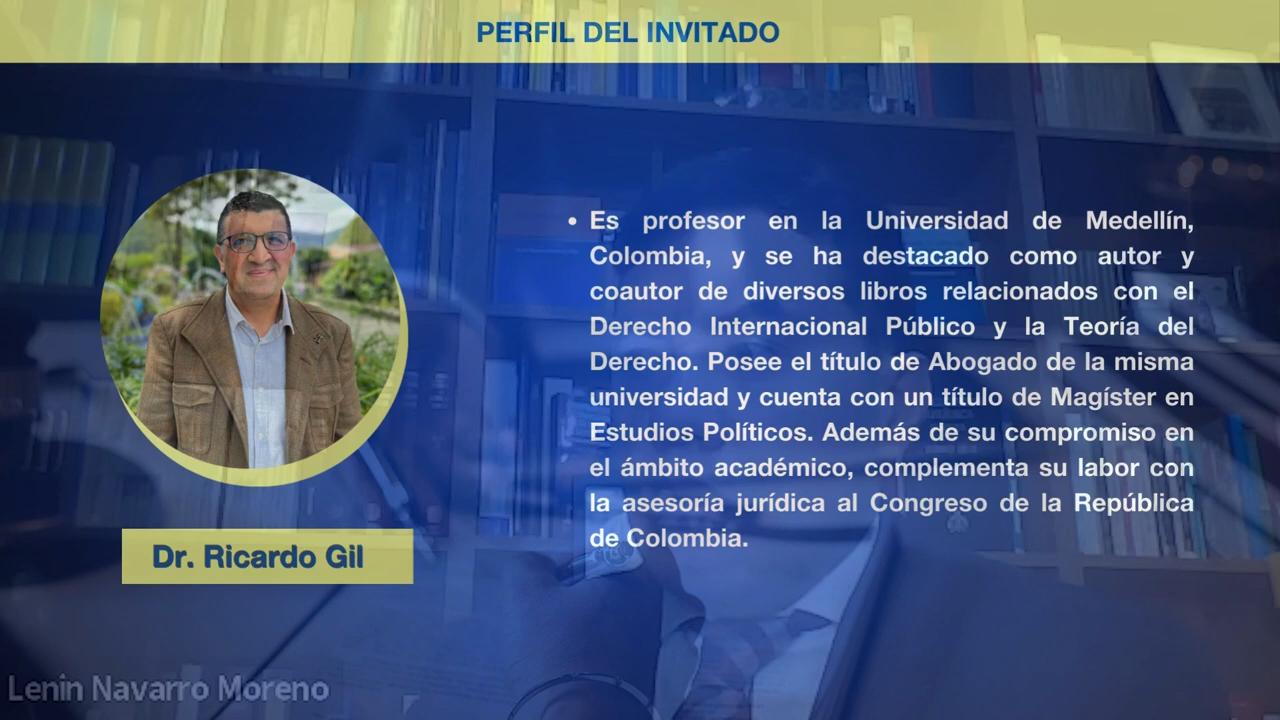 PERFIL DEL INVITADO
• Es profesor en la Universidad de Medellín,
Colombia, y se ha destacado como autor y
coautor de diversos libros relacionados con el
Derecho Internacional Público y la Teoría del
Derecho. Posee el título de Abogado de la misma
universidad y cuenta con un título de Magíster en
Estudios Políticos. Además de su compromiso en
el ámbito académico, complementa su labor con
la asesoría jurídica al Congreso de la República
de Colombia.
Dr. Ricardo Gil
Lenin Navarro Moreno